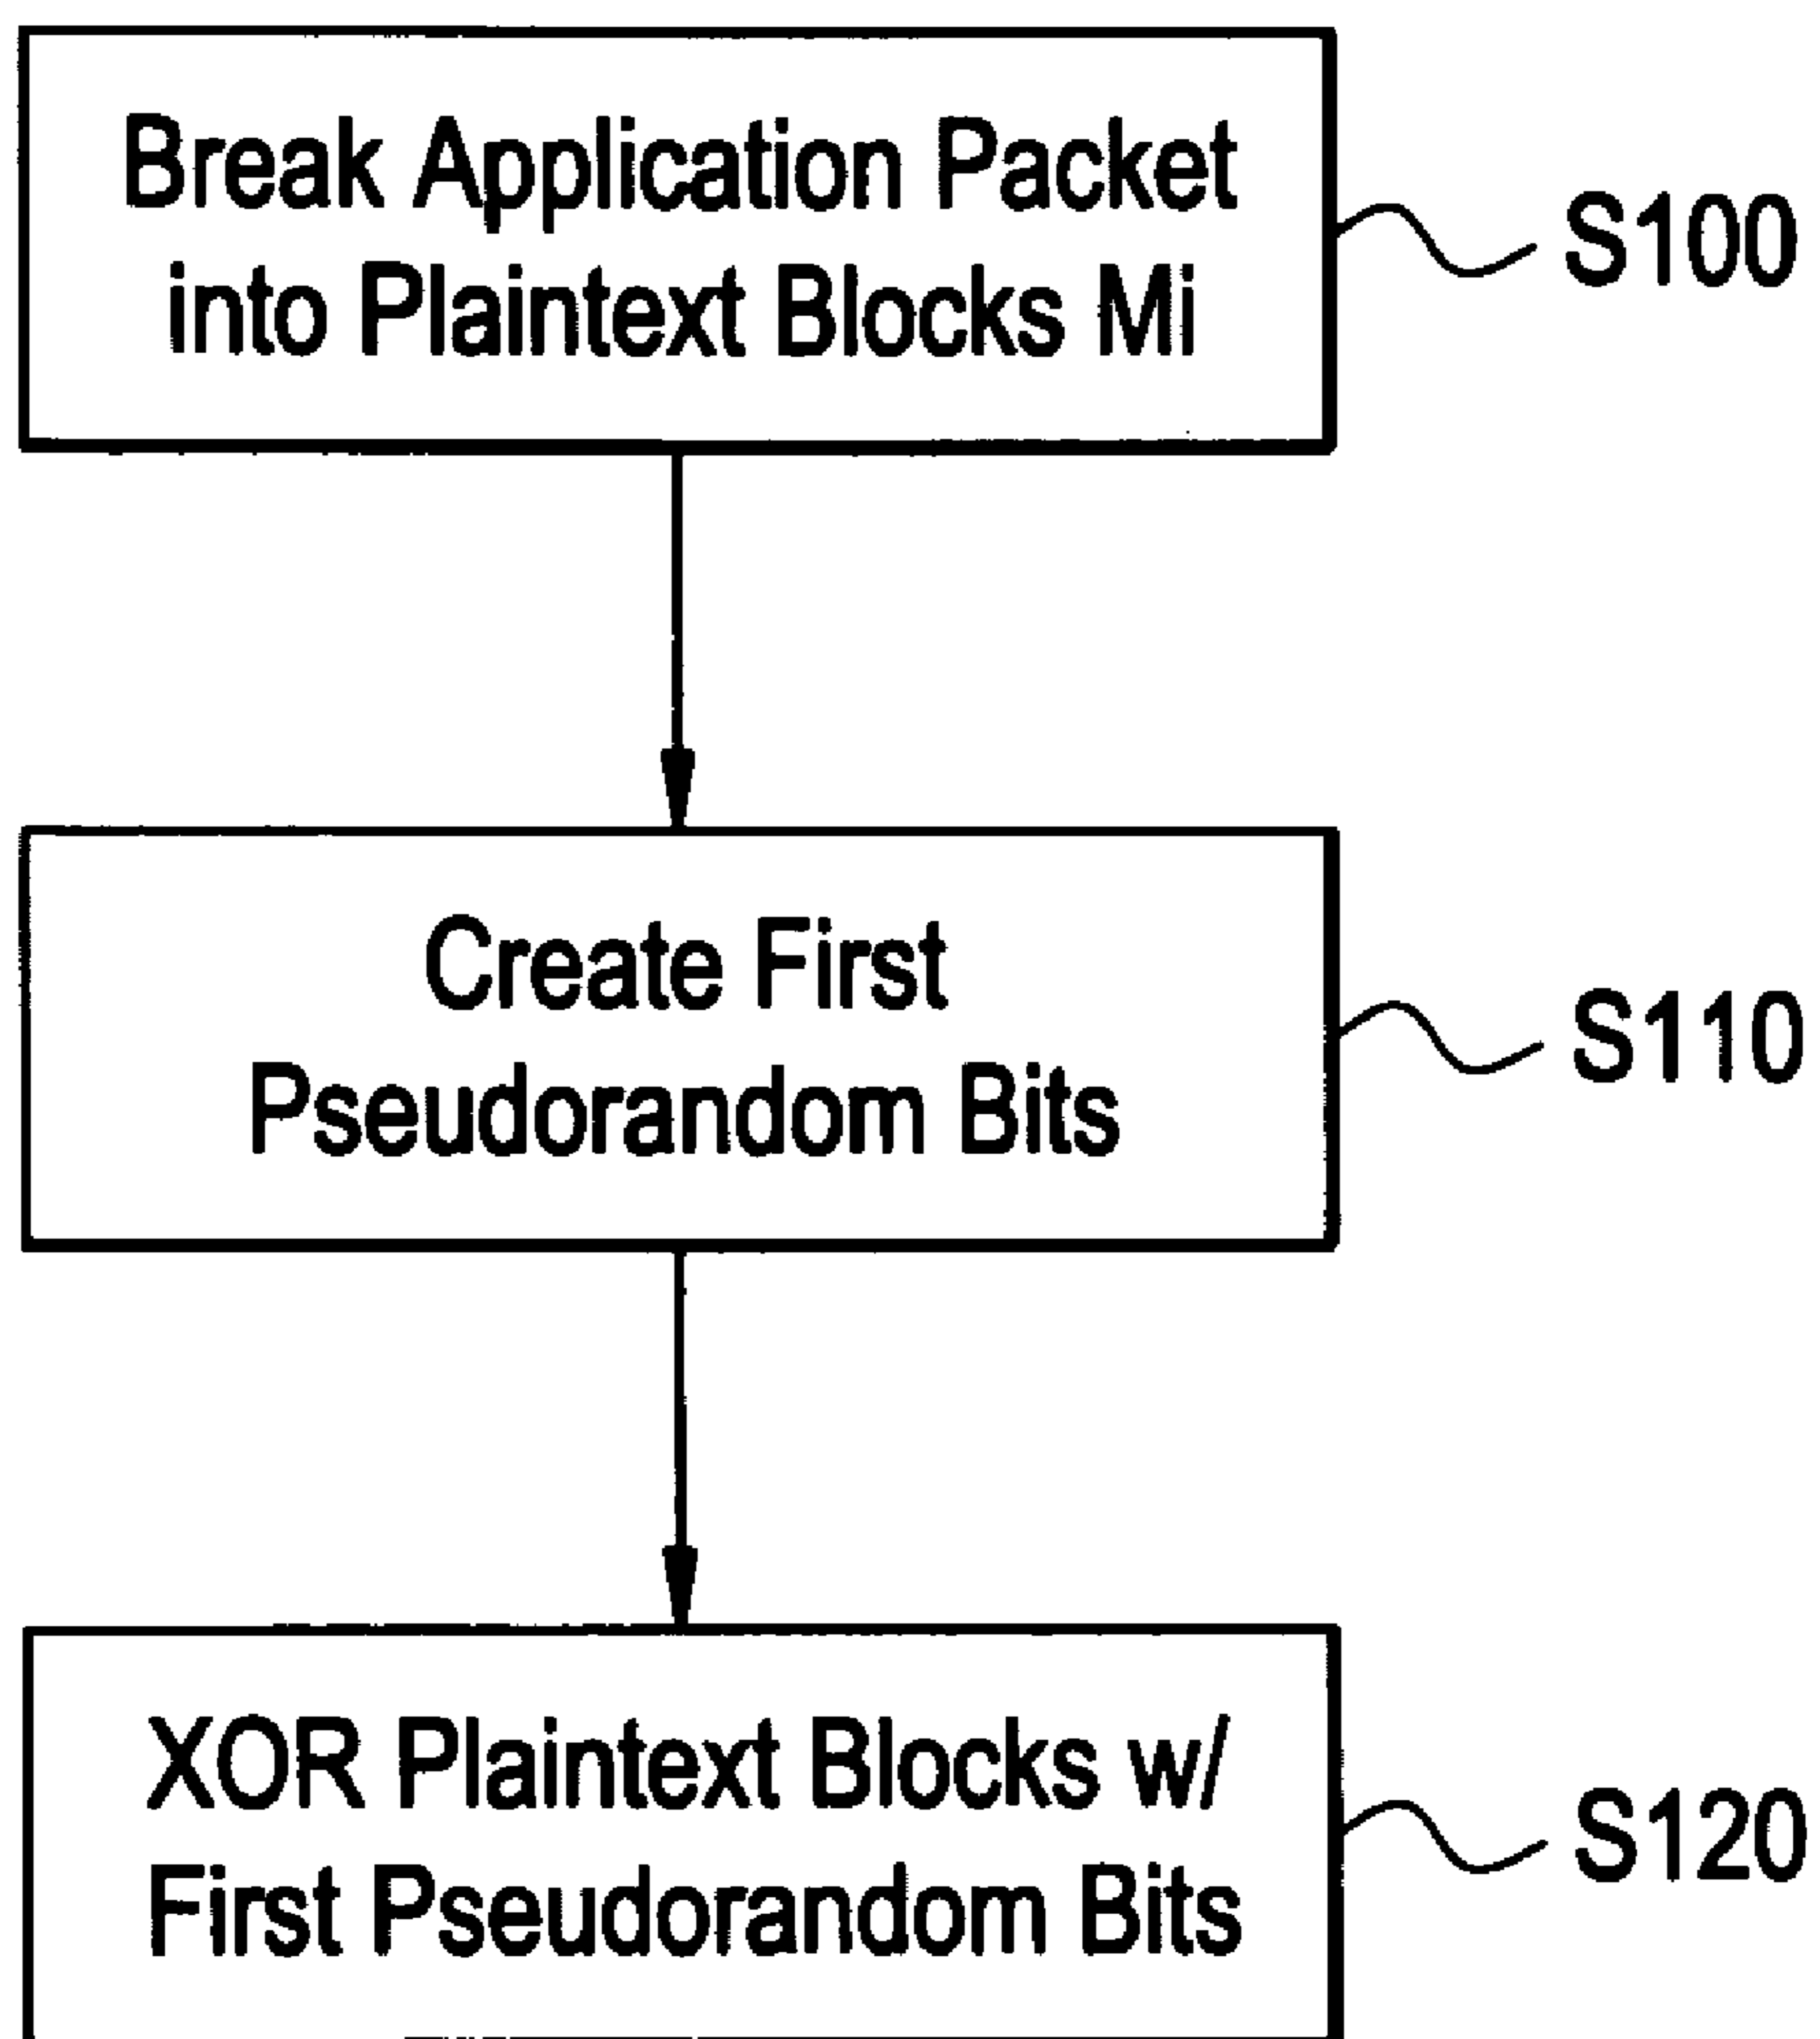 Break Application Packet
into Plaintext Blocks Mi
S100
Create First
Pseudorandom Bits
S110
XOR Plaintext Blocks w/
First Pseudorandom Bits
S120